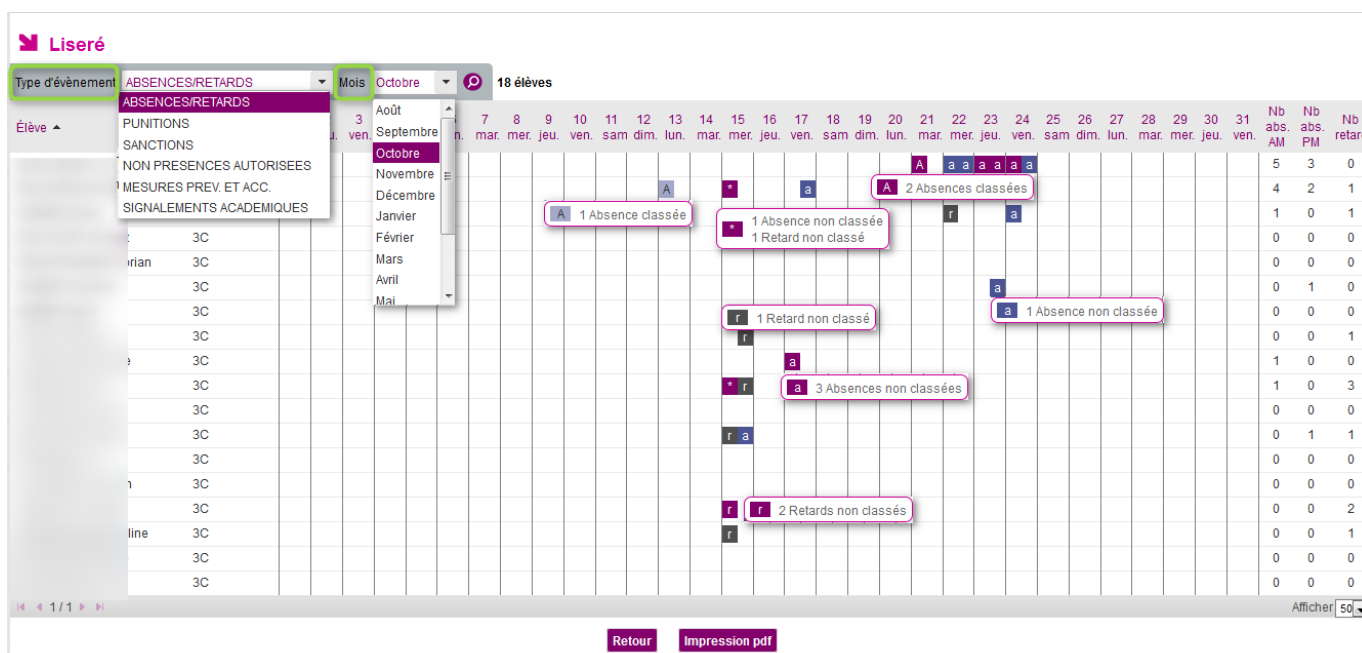 Liseré
Type d'évènement ABSENCES/RETARDS Mois Octobre 18 élèves
ABSENCES/RETARDS
PUNITIONS
SANCTIONS
NON PRESENCES AUTORISEES
MESURES PREV. ET ACC.
SIGNALEMENTS ACADEMIQUES
Août
Septembre
Octobre
Novembre
Décembre
Janvier
Février
Mars
Avril
Mai
Élève 3 7 8 9 10 11 12 13 14 15 16 17 18 19 20 21 22 23 24 25 26 27 28 29 30 31 Nb abs. AM Nb abs. PM Nb retard
ven. mar. mer. jeu. ven. sam dim. lun. mar. mer. jeu. ven. sam dim. lun. mar. mer. jeu. ven. sam dim. lun. mar. mer. jeu. ven.
A a a a a a a 5 3 0
A * a A 2 Absences classées 4 2 1
A 1 Absence classée * 1 Absence non classée
1 Retard non classé
r a 1 0 1
3C 0 0 0
rian 3C 0 0 0
3C a 0 1 0
3C r 1 Retard non classé a 1 Absence non classée 0 0 0
3C r 0 0 1
3C a 1 0 0
3C * r a 3 Absences non classées 1 0 3
3C 0 0 0
3C r a 0 1 1
3C 0 0 0
3C 0 0 0
3C r r 2 Retards non classés 0 0 2
line 3C r 0 0 1
3C 0 0 0
3C 0 0 0
1 / 1 Afficher 50
Retour Impression pdf